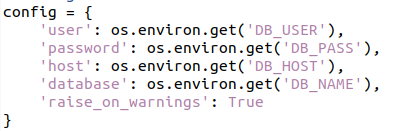 config = {
    'user': os.environ.get('DB_USER'),
    'password': os.environ.get('DB_PASS'),
    'host': os.environ.get('DB_HOST'),
    'database': os.environ.get('DB_NAME'),
    'raise_on_warnings': True
}